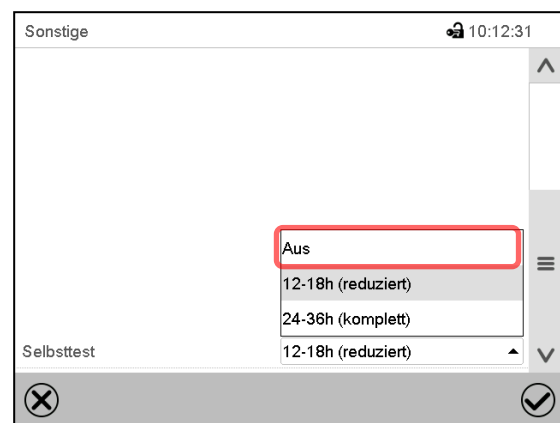 Sonstige
10:12:31
Aus
12-18h (reduziert)
24-36h (komplett)
Selbsttest
12-18h (reduziert)